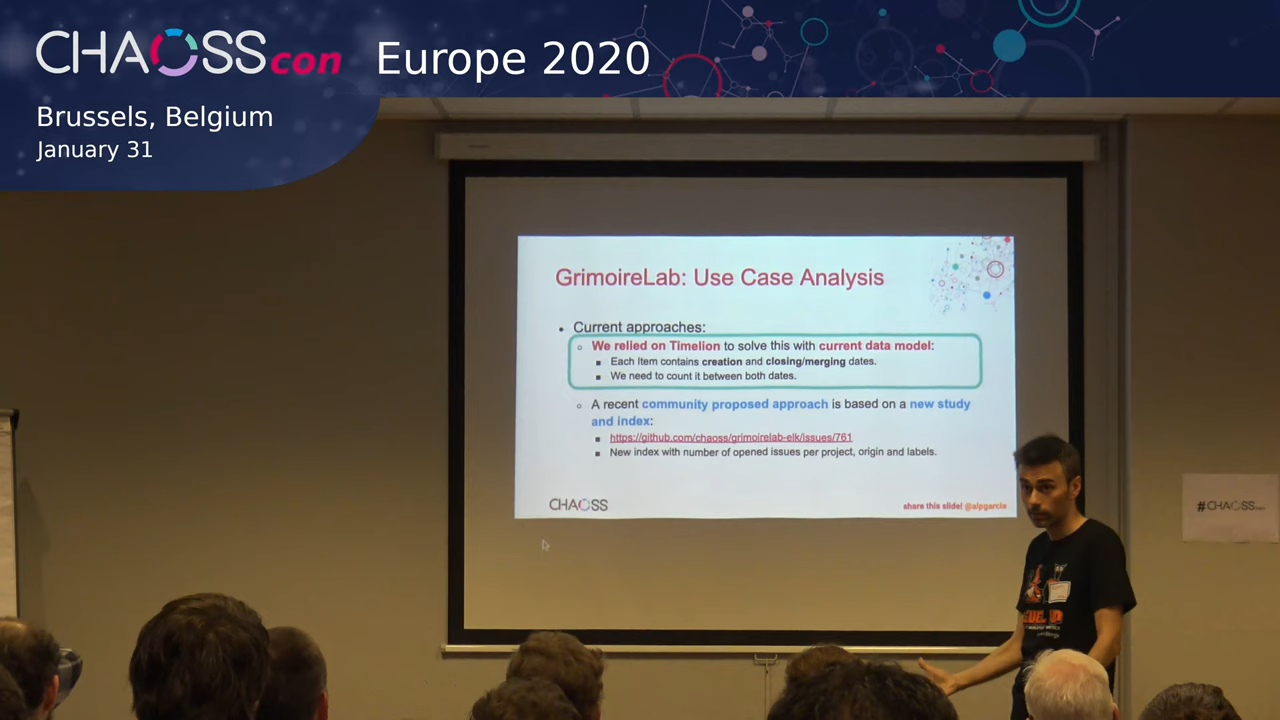 CHAOSScon Europe 2020
Brussels, Belgium
January 31
GrimoireLab: Use Case Analysis
• Current approaches:
○ We relied on Timelion to solve this with current data model:
■ Each Item contains creation and closing/merging dates.
■ We need to count it between both dates.
○ A recent community proposed approach is based on a new study
and index:
■ https://github.com/chaoss/grimoirelab-elk/issues/761
■ New index with number of opened issues per project, origin and labels.
CHAOSS
share this slide! @alpgarcia
#CHAOSScon